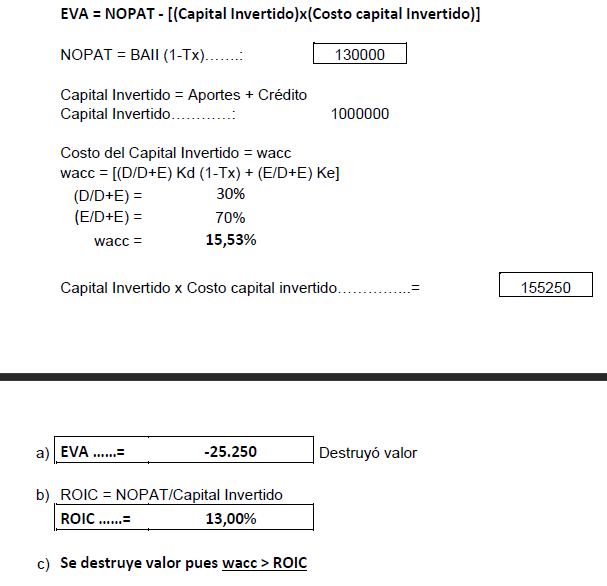 EVA = NOPAT - [(Capital Invertido)x(Costo capital Invertido)]
NOPAT = BAII (1-Tx).......: 130000
Capital Invertido = Aportes + Crédito
Capital Invertido............: 1000000
Costo del Capital Invertido = wacc
wacc = [(D/D+E) Kd (1-Tx) + (E/D+E) Ke]
(D/D+E) = 30%
(E/D+E) = 70%
wacc = 15,53%
Capital Invertido x Costo capital invertido...............= 155250
a) EVA ......= -25.250 Destruyó valor
b) ROIC = NOPAT/Capital Invertido
ROIC ......= 13,00%
c) Se destruye valor pues wacc > ROIC